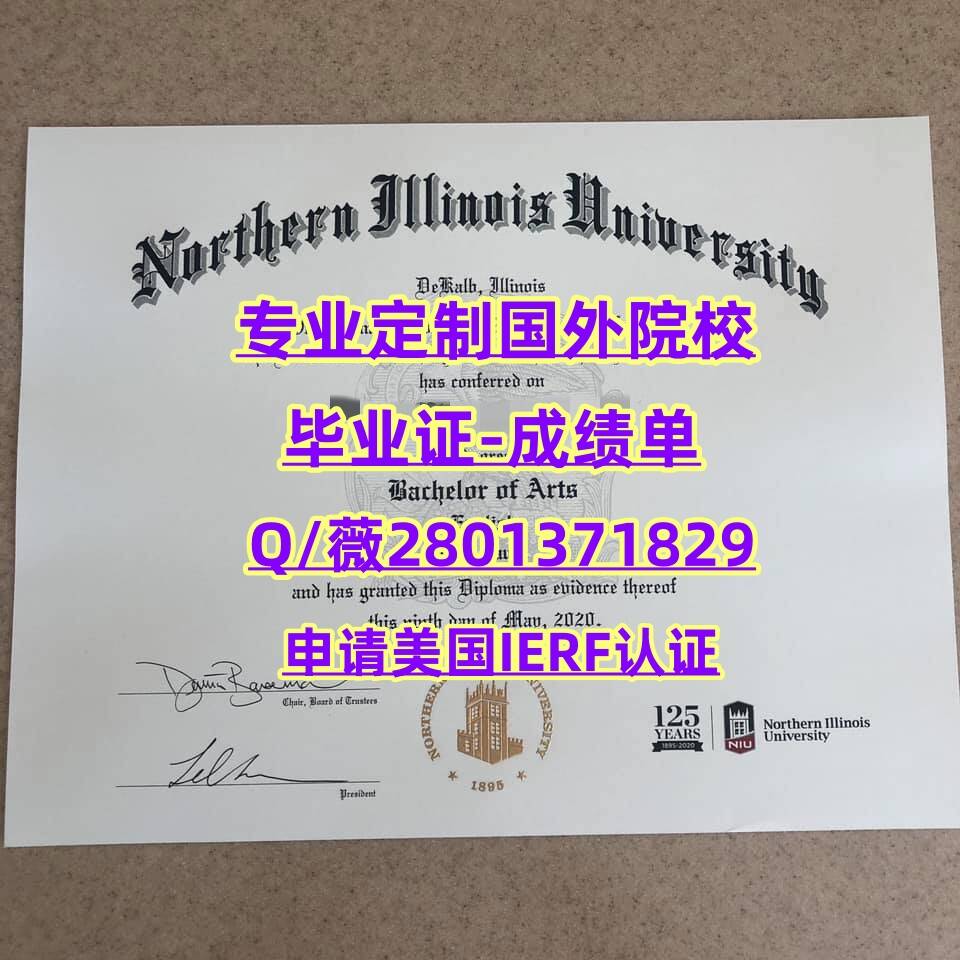 Northern Illinois University
DeKalb, Illinois
专业定制国外院校
has conferred on
毕业证-成绩单
Bachelor of Arts
Q/薇2801371829
and has granted this Diploma as evidence thereof
this ninth day of May, 2020.
申请美国IERF认证
Chair, Board of Trustees
President
NORTHERN UNIVERSITY
1895
125
YEARS
1895-2020
NIU
Northern Illinois
University